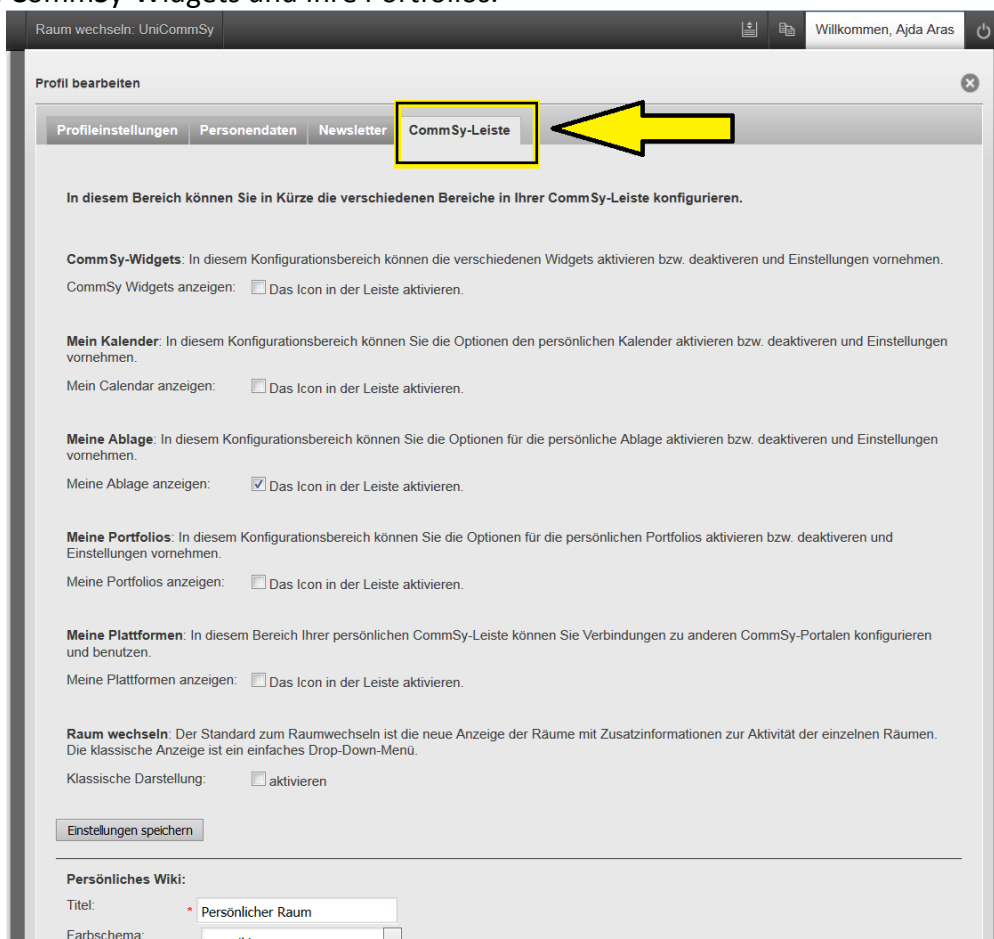 CommSy-Widgets und Ihre Portfolios.
Raum wechseln: UniCommSy
Willkommen, Ajda Aras
Profil bearbeiten
Profileinstellungen Personendaten Newsletter CommSy-Leiste
In diesem Bereich können Sie in Kürze die verschiedenen Bereiche in Ihrer CommSy-Leiste konfigurieren.
CommSy-Widgets: In diesem Konfigurationsbereich können die verschiedenen Widgets aktivieren bzw. deaktiveren und Einstellungen vornehmen.
CommSy Widgets anzeigen: Das Icon in der Leiste aktivieren.
Mein Kalender: In diesem Konfigurationsbereich können Sie die Optionen den persönlichen Kalender aktivieren bzw. deaktiveren und Einstellungen
vornehmen.
Mein Calendar anzeigen: Das Icon in der Leiste aktivieren.
Meine Ablage: In diesem Konfigurationsbereich können Sie die Optionen für die persönliche Ablage aktivieren bzw. deaktiveren und Einstellungen
vornehmen.
Meine Ablage anzeigen: Das Icon in der Leiste aktivieren.
Meine Portfolios: In diesem Konfigurationsbereich können Sie die Optionen für die persönlichen Portfolios aktivieren bzw. deaktiveren und
Einstellungen vornehmen.
Meine Portfolios anzeigen: Das Icon in der Leiste aktivieren.
Meine Plattformen: In diesem Bereich Ihrer persönlichen CommSy-Leiste können Sie Verbindungen zu anderen CommSy-Portalen konfigurieren
und benutzen.
Meine Plattformen anzeigen: Das Icon in der Leiste aktivieren.
Raum wechseln: Der Standard zum Raumwechseln ist die neue Anzeige der Räume mit Zusatzinformationen zur Aktivität der einzelnen Räumen.
Die klassische Anzeige ist ein einfaches Drop-Down-Menü.
Klassische Darstellung: aktivieren
Einstellungen speichern
Persönliches Wiki:
Titel: * Persönlicher Raum
Farbschema: